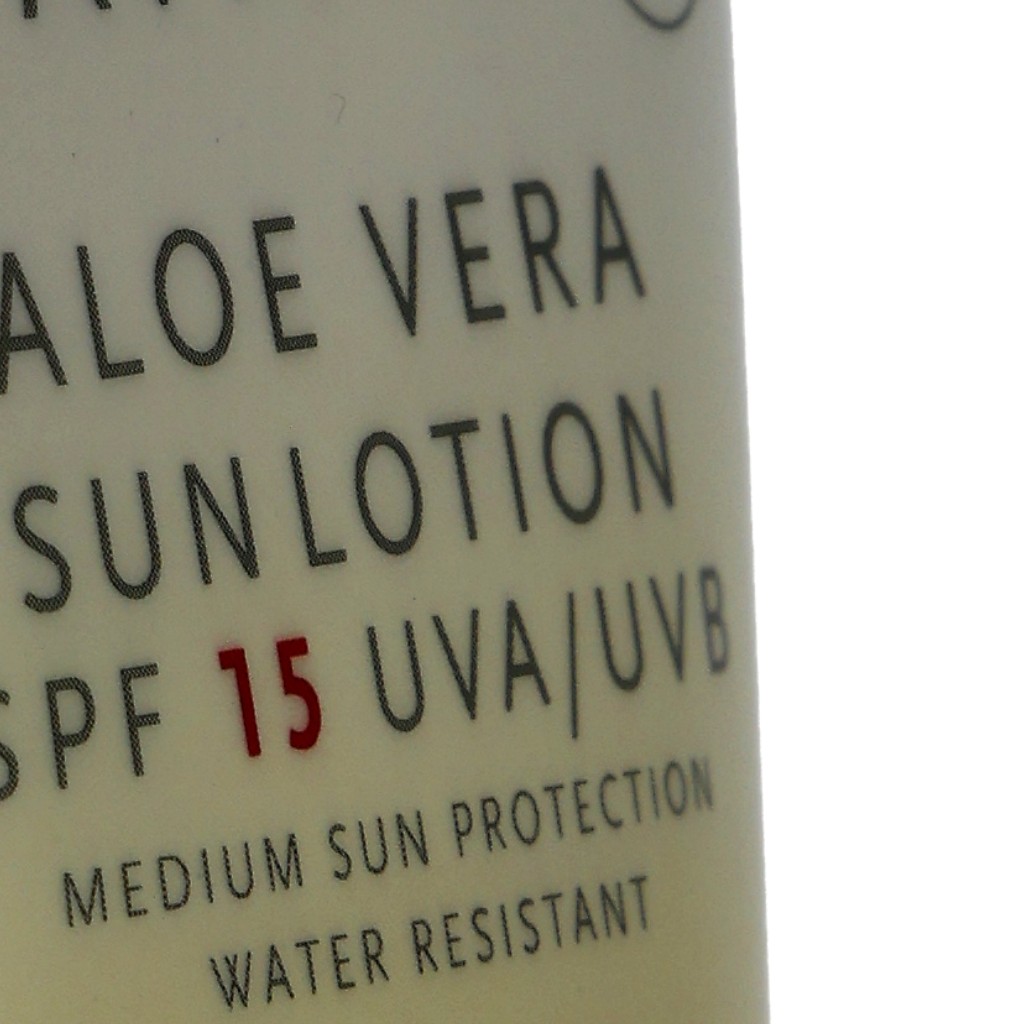 ALOE VERA
SUN LOTION
SPF 15 UVA/UVB
MEDIUM SUN PROTECTION
WATER RESISTANT